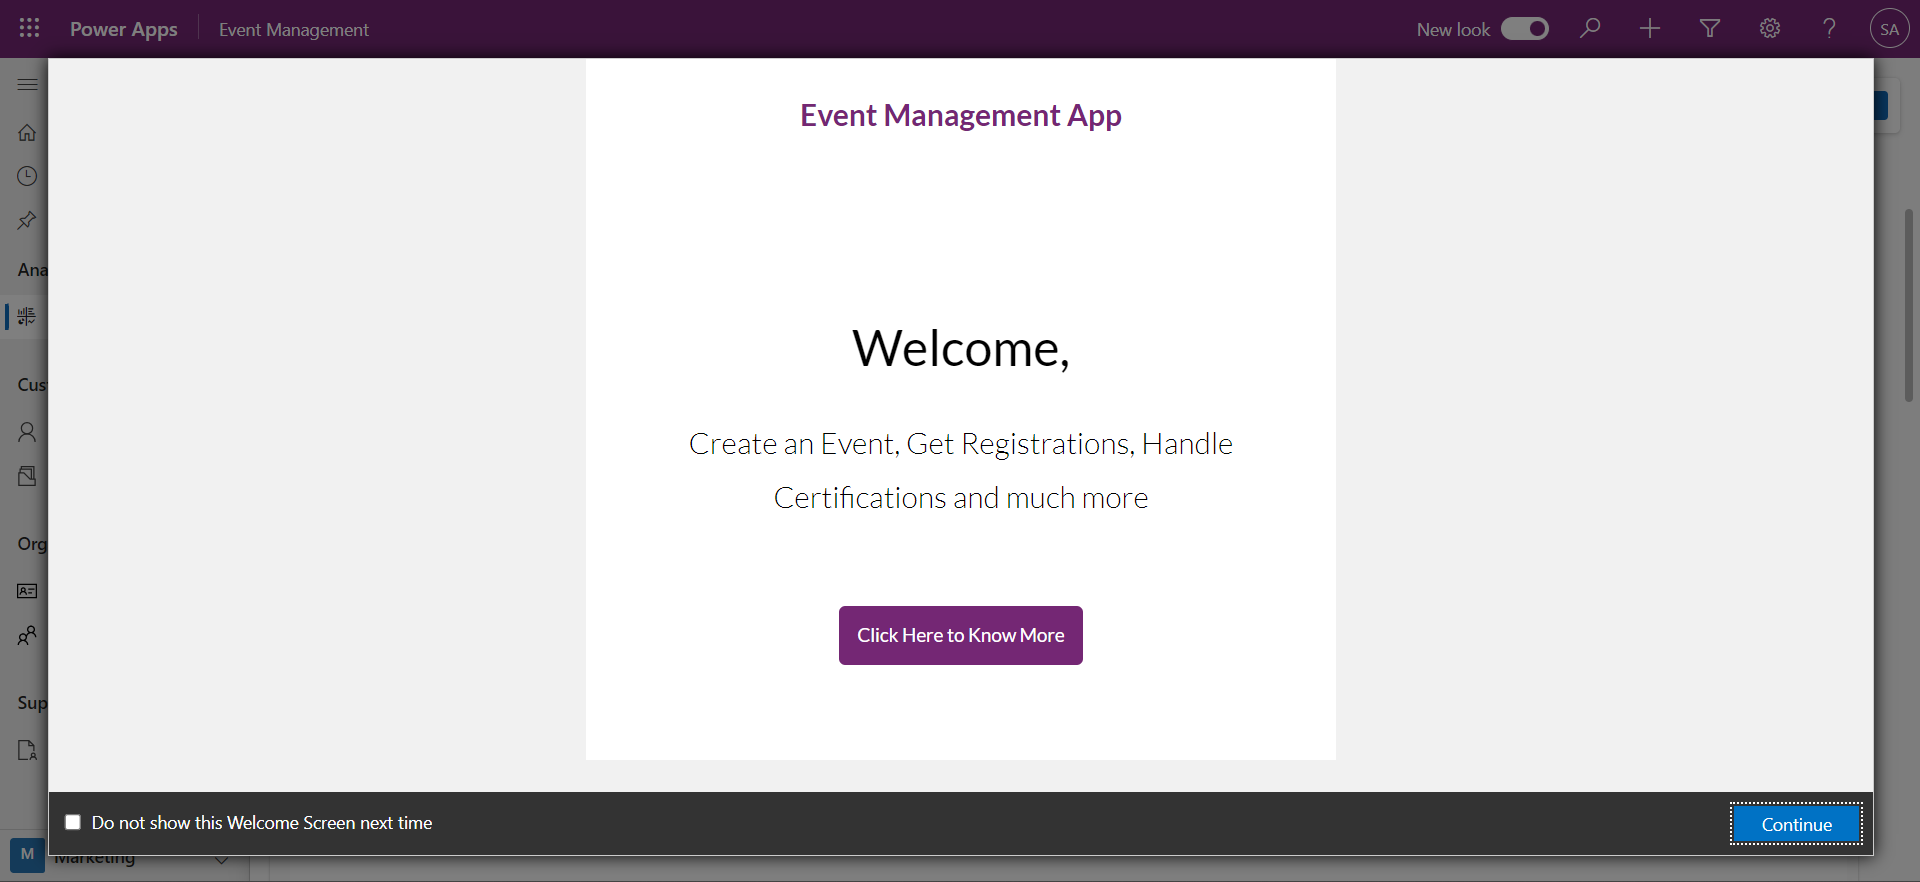 Power Apps
Event Management
New look
SA
Event Management App
Ana
Cus
Org
Sup
Welcome,
Create an Event, Get Registrations, Handle
Certifications and much more
Click Here to Know More
Do not show this Welcome Screen next time
Continue
M
Marketing